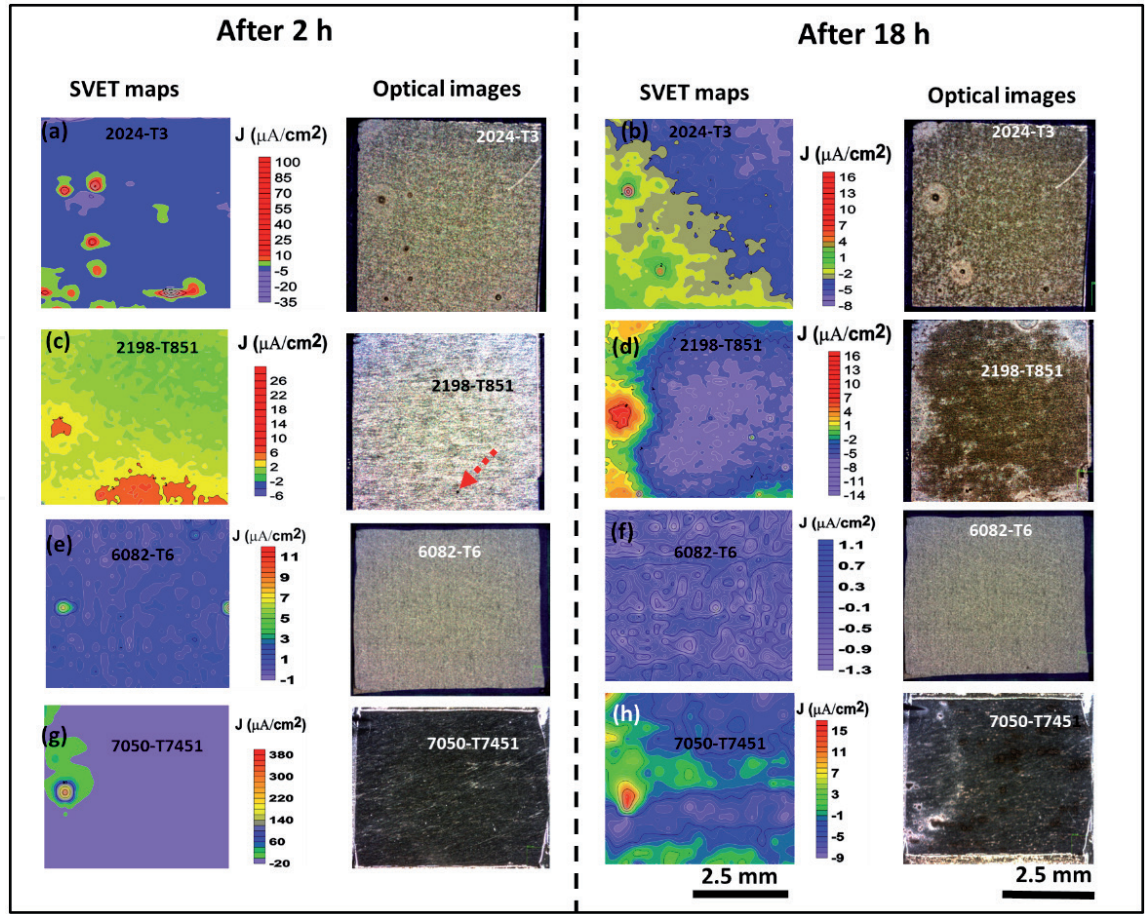 After 2 h
After 18 h
SVET maps
Optical images
SVET maps
Optical images
(a)
2024-T3
J (µA/cm2)
100
85
70
55
40
25
10
-5
-20
-35
2024-T3
(b)
2024-T3
J (µA/cm2)
16
13
10
7
4
1
-2
-5
-8
2024-T3
(c)
2198-T851
J (µA/cm2)
26
22
18
14
10
6
2
-2
-6
2198-T851
(d)
2198-T851
J (µA/cm2)
16
13
10
7
4
1
-2
-5
-8
-11
-14
2198-T851
(e)
6082-T6
J (µA/cm2)
11
9
7
5
3
1
-1
6082-T6
(f)
6082-T6
J (µA/cm2)
1.1
0.7
0.3
-0.1
-0.5
-0.9
-1.3
6082-T6
(g)
7050-T7451
J (µA/cm2)
380
300
220
140
60
-20
7050-T7451
(h)
7050-T7451
J (µA/cm2)
15
11
7
3
-1
-5
-9
7050-T745
2.5 mm
2.5 mm